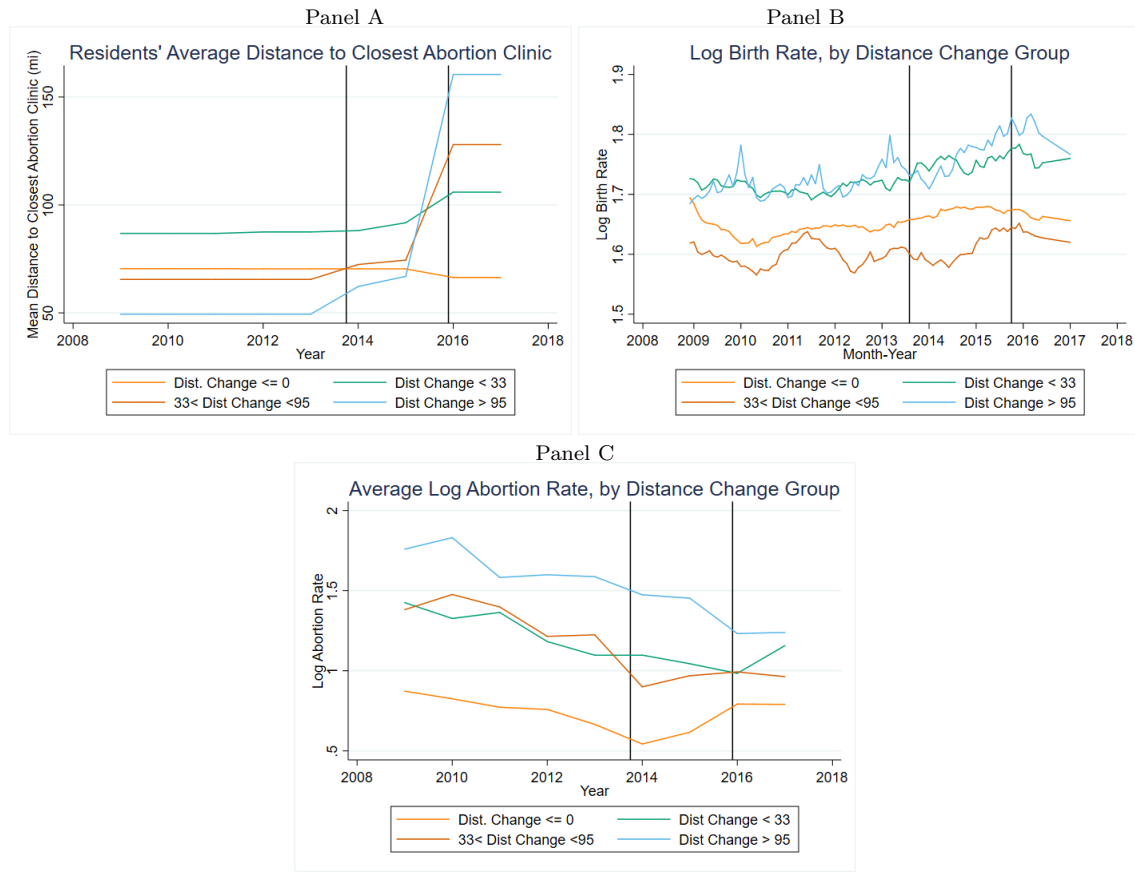 Panel A
Residents' Average Distance to Closest Abortion Clinic
Mean Distance to Closest Abortion Clinic (mi)
150
100
50
2008 2010 2012 2014 2016 2018
Year
Dist. Change <= 0 Dist Change < 33
33< Dist Change <95 Dist Change > 95
Panel B
Log Birth Rate, by Distance Change Group
Log Birth Rate
1.9
1.8
1.7
1.6
1.5
2008 2009 2010 2011 2012 2013 2014 2015 2016 2017 2018
Month-Year
Dist. Change <= 0 Dist Change < 33
33< Dist Change <95 Dist Change > 95
Panel C
Average Log Abortion Rate, by Distance Change Group
Log Abortion Rate
2
1.5
1
.5
2008 2010 2012 2014 2016 2018
Year
Dist. Change <= 0 Dist Change < 33
33< Dist Change <95 Dist Change > 95